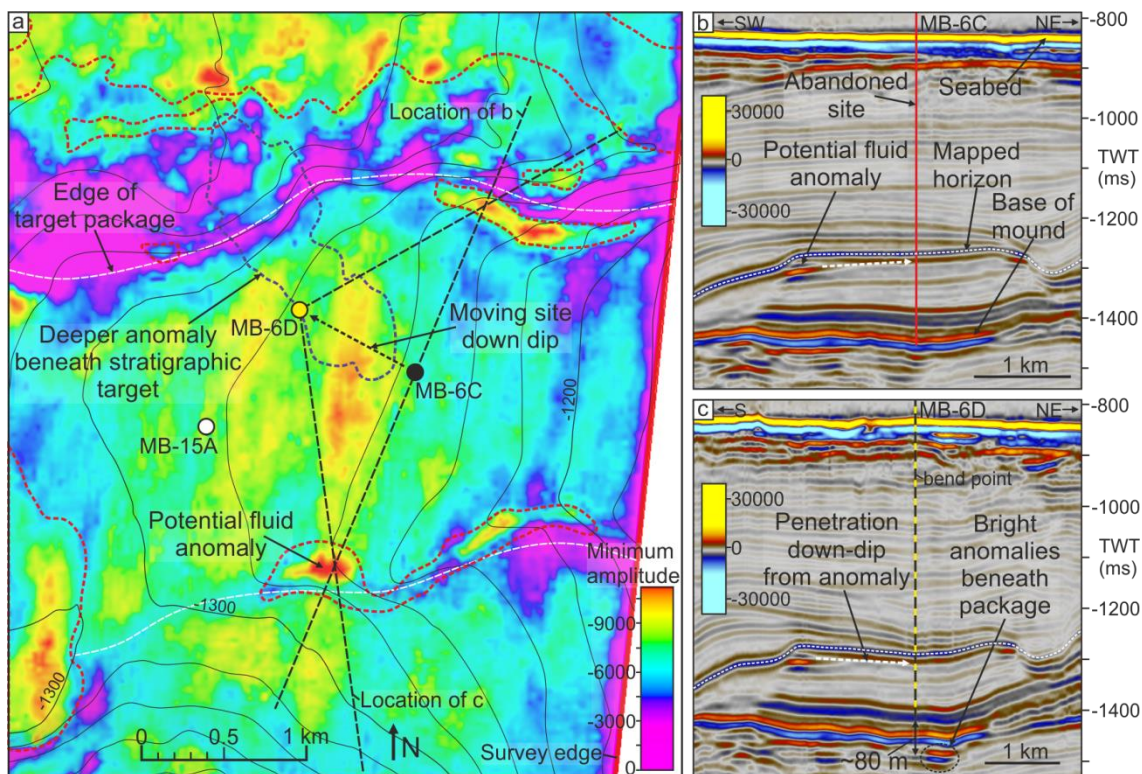 a
Location of b
Edge of
target package
MB-6D
Deeper anomaly
beneath stratigraphic
target
Moving site
down dip
MB-6C
-1200
MB-15A
Potential fluid
anomaly
Minimum
amplitude
-9000
-6000
-3000
0
-1300
-1300
Location of c
0 0.5 1 km
N
Survey edge
b
SW
MB-6C
NE
-800
Abandoned
site
Seabed
30000
0
-30000
-1000
Potential fluid
anomaly
Mapped
horizon
TWT
(ms)
Base of
mound
-1200
-1400
1 km
c
S
MB-6D
NE
-800
bend point
30000
0
-30000
-1000
Penetration
down-dip
from anomaly
Bright
anomalies
beneath
package
TWT
(ms)
-1200
-1400
~80 m
1 km